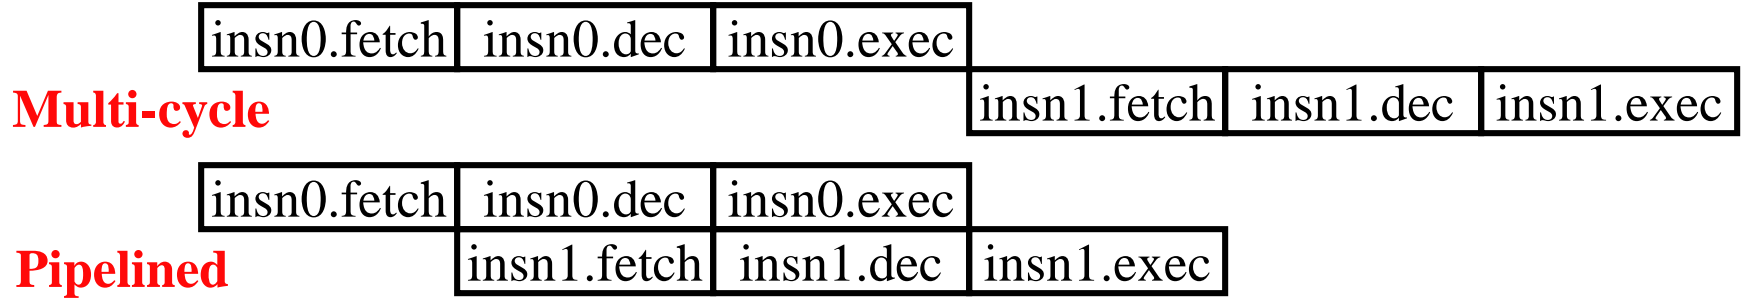 insn0.fetch insn0.dec insn0.exec
Multi-cycle insn1.fetch insn1.dec insn1.exec
insn0.fetch insn0.dec insn0.exec
Pipelined insn1.fetch insn1.dec insn1.exec